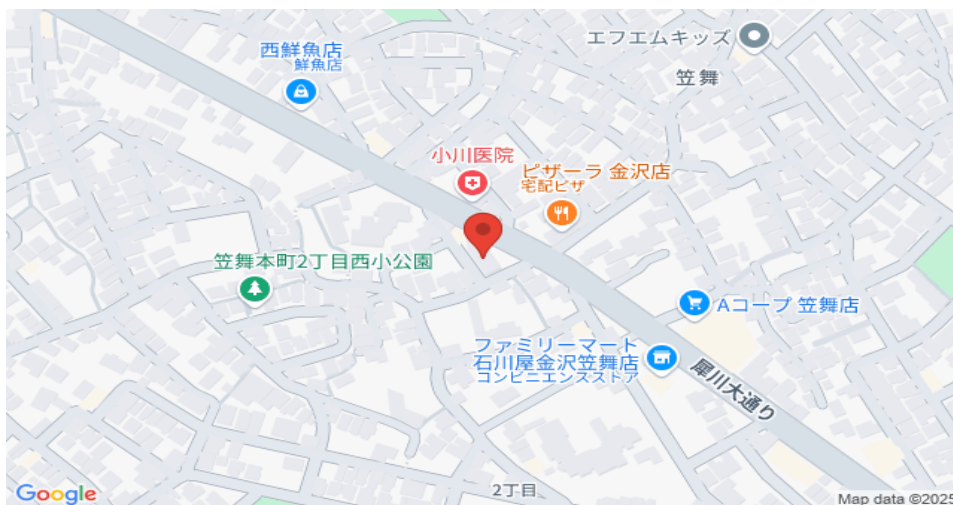 エフエムキッズ
西鮮魚店
鮮魚店
笠舞
小川医院
ピザーラ 金沢店
宅配ピザ
笠舞本町2丁目西小公園
Aコープ 笠舞店
ファミリーマート
石川屋金沢笠舞店
コンビニエンスストア
犀川大通り
2丁目
Google
Map data ©2025